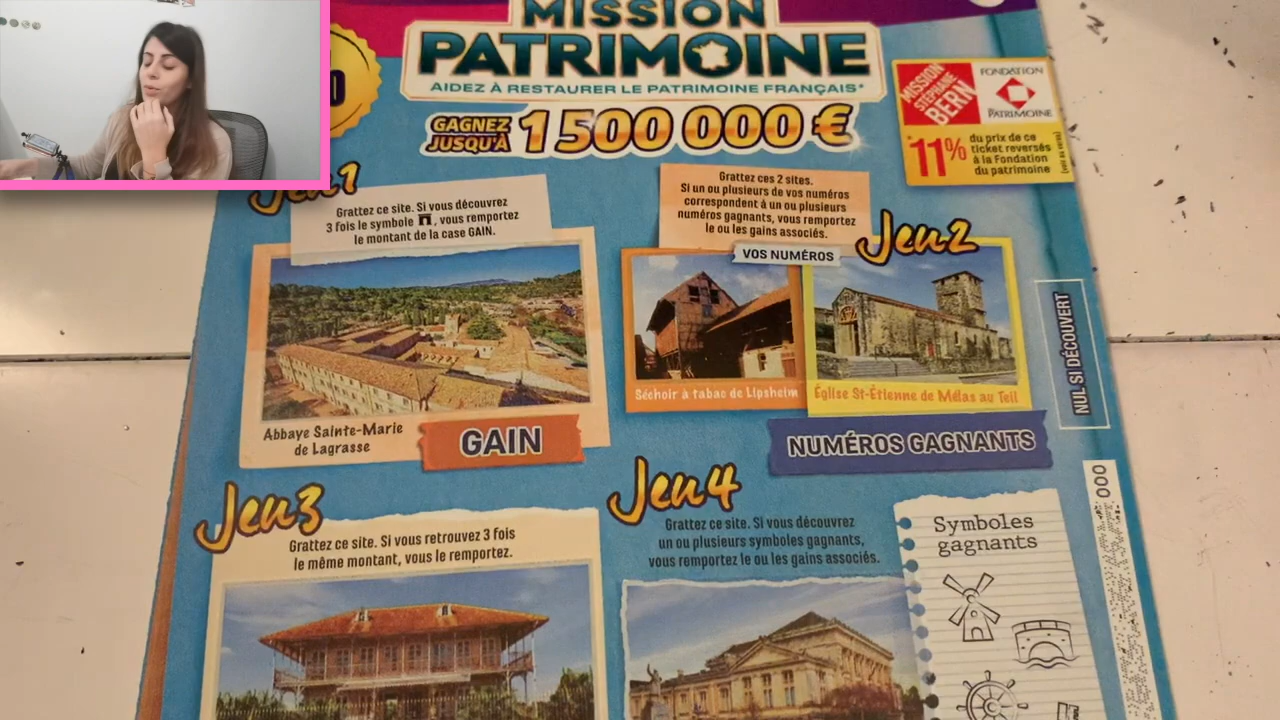 MISSION
PATRIMOINE
AIDEZ À RESTAURER LE PATRIMOINE FRANÇAIS*
GAGNEZ
JUSQU'À
1 500 000 €
MISSION
STÉPHANE
BERN
FONDATION
DU
PATRIMOINE
*11%
du prix de ce
ticket reversés
à la Fondation
du patrimoine
(voir au verso)
Jeu1
Grattez ce site. Si vous découvrez
3 fois le symbole , vous remportez
le montant de la case GAIN.
Abbaye Sainte-Marie
de Lagrasse
GAIN
Grattez ces 2 sites.
Si un ou plusieurs de vos numéros
correspondent à un ou plusieurs
numéros gagnants, vous remportez
le ou les gains associés.
Jeu2
VOS NUMÉROS
Séchoir à tabac de Lipsheim
Église St-Étienne de Mélas au Teil
NUMÉROS GAGNANTS
NUL SI DÉCOUVERT
000
Jeu3
Grattez ce site. Si vous retrouvez 3 fois
le même montant, vous le remportez.
Jeu4
Grattez ce site. Si vous découvrez
un ou plusieurs symboles gagnants,
vous remportez le ou les gains associés.
Symboles
gagnants